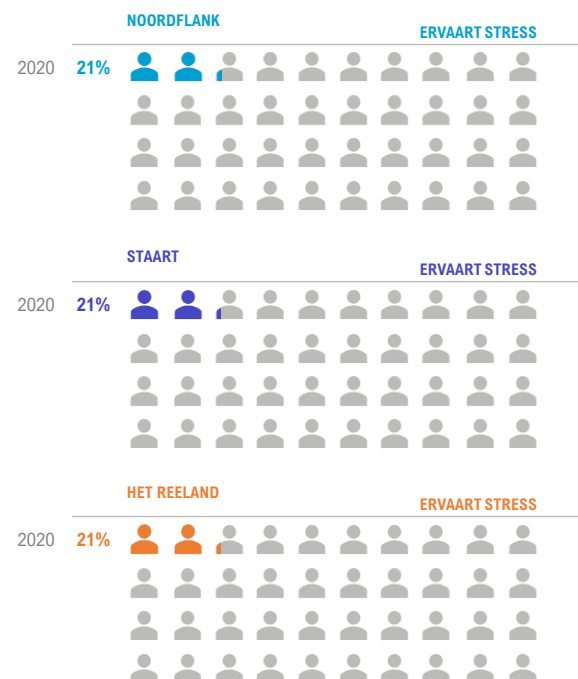 NOORDFLANK
ERVAART STRESS
2020 21%
STAART
ERVAART STRESS
2020 21%
HET REELAND
ERVAART STRESS
2020 21%